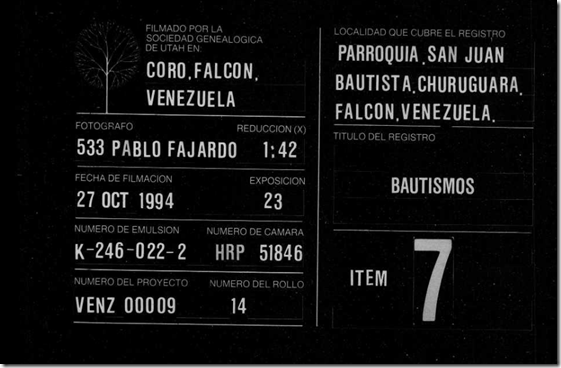 FILMADO POR LA
SOCIEDAD GENEALOGICA
DE UTAH EN:
CORO, FALCON,
VENEZUELA
FOTOGRAFO REDUCCION (X)
533 PABLO FAJARDO 1:42
FECHA DE FILMACION EXPOSICION
27 OCT 1994 23
NUMERO DE EMULSION NUMERO DE CAMARA
K-246-022-2 HRP 51846
NUMERO DEL PROYECTO NUMERO DEL ROLLO
VENZ 00009 14
LOCALIDAD QUE CUBRE EL REGISTRO
PARROQUIA, SAN JUAN
BAUTISTA, CHURUGUARA,
FALCON, VENEZUELA.
TITULO DEL REGISTRO
BAUTISMOS
ITEM 7